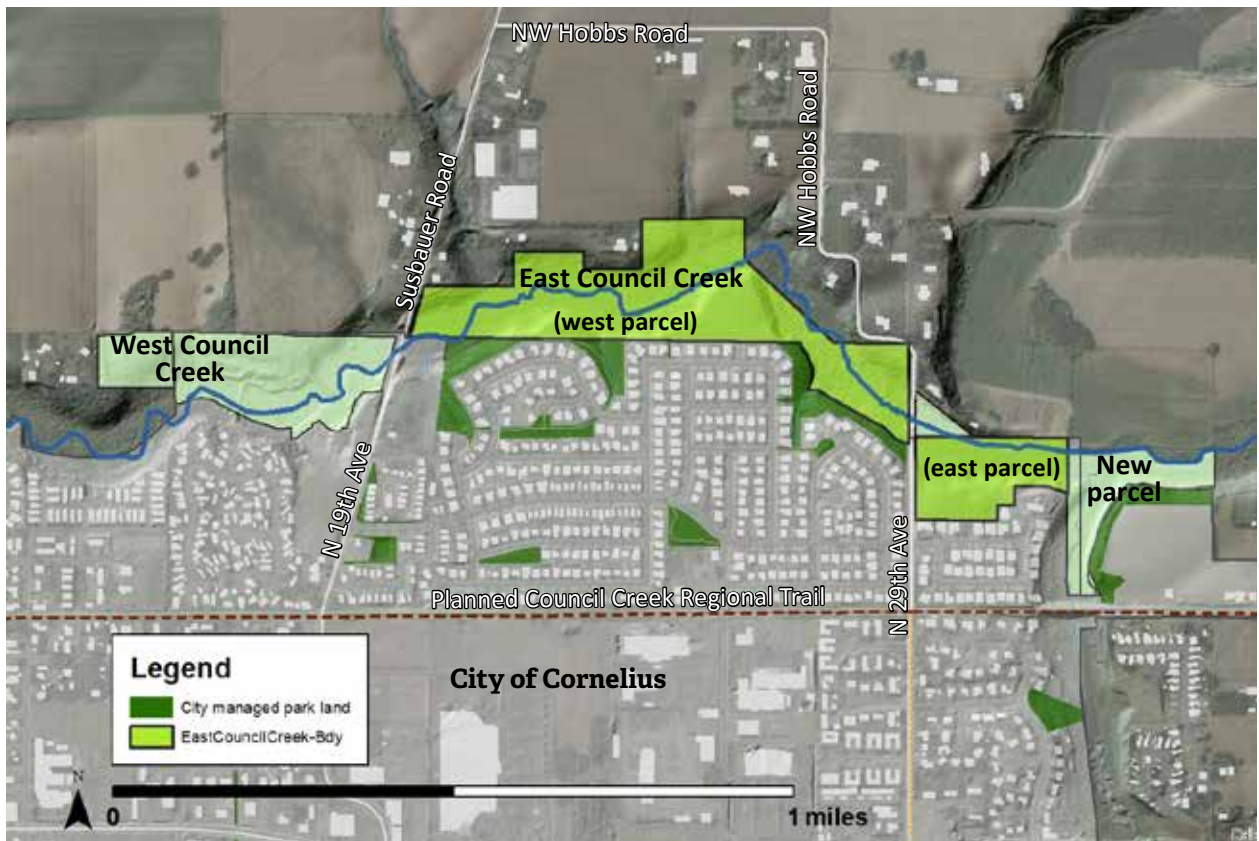 NW Hobbs Road
NW Hobbs Road
Susbauer Road
East Council Creek
(west parcel)
West Council
Creek
(east parcel)
New
parcel
N 19th Ave
N 29th Ave
Planned Council Creek Regional Trail
City of Cornelius
Legend
City managed park land
EastCouncilCreek-Bdy
N
0
1 miles